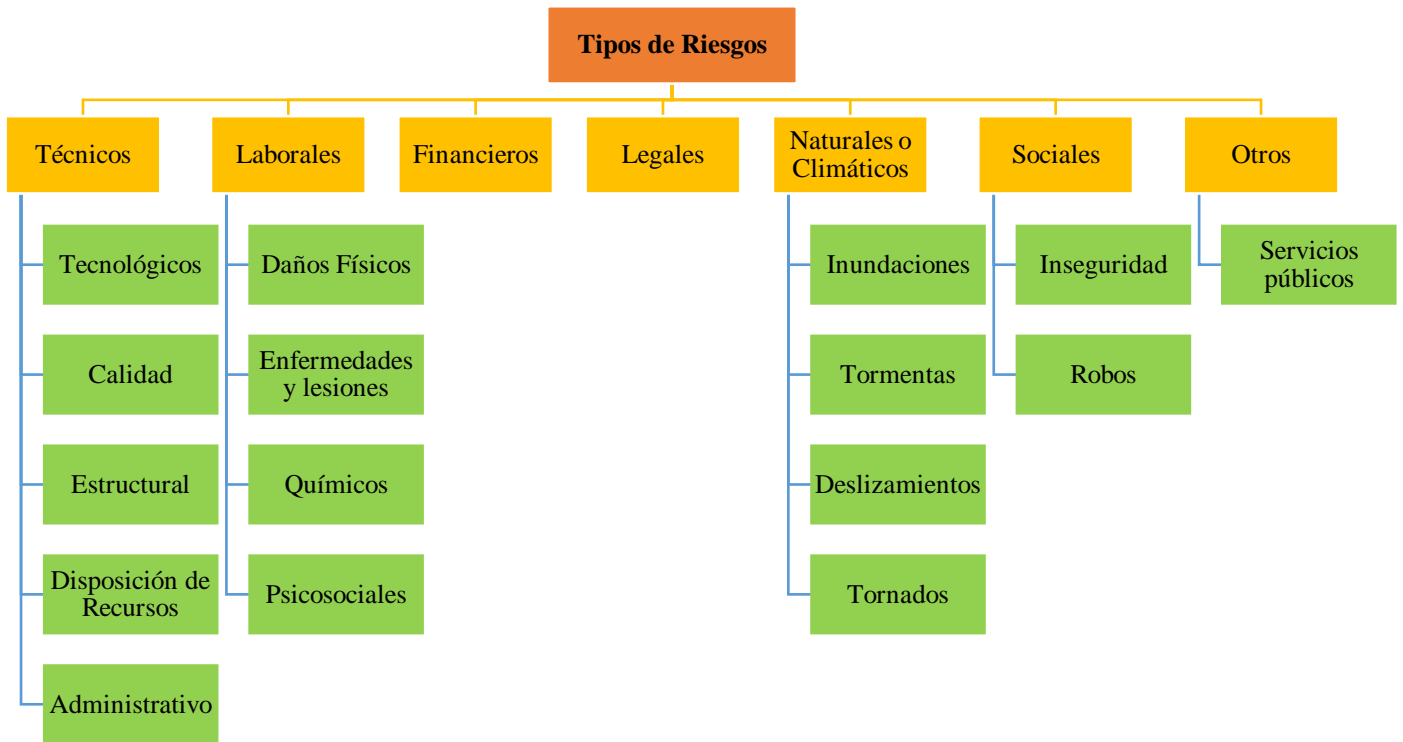 Tipos de Riesgos
Técnicos
Laborales
Financieros
Legales
Naturales o
Climáticos
Sociales
Otros
Tecnológicos
Calidad
Estructural
Disposición de
Recursos
Administrativo
Daños Físicos
Enfermedades
y lesiones
Químicos
Psicosociales
Inundaciones
Tormentas
Deslizamientos
Tornados
Inseguridad
Robos
Servicios
públicos